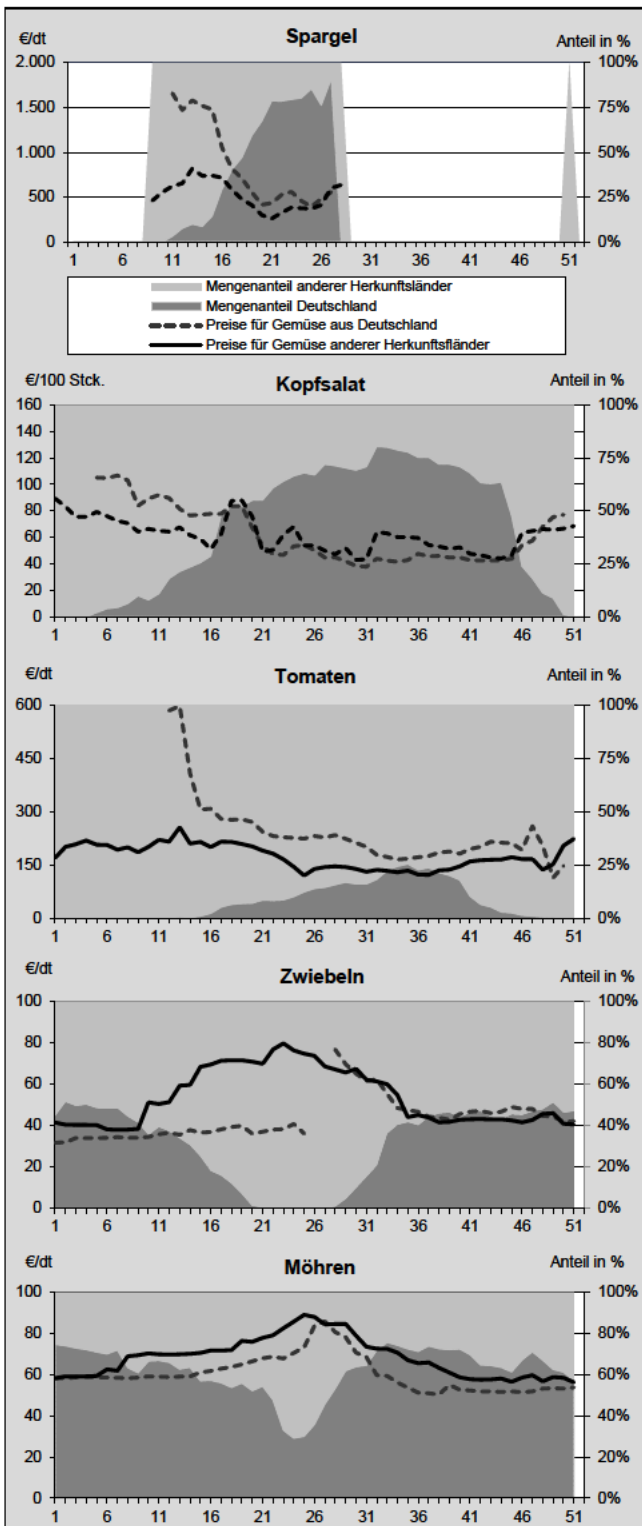 €/dt Spargel Anteil in %
2.000 100%
1.500 75%
1.000 50%
500 25%
0 0%
1 6 11 16 21 26 31 36 41 46 51
Mengenanteil anderer Herkunftsländer
Mengenanteil Deutschland
Preise für Gemüse aus Deutschland
Preise für Gemüse anderer Herkunftsfländer
€/100 Stck. Kopfsalat Anteil in %
160 100%
140
120 75%
100
80 50%
60
40 25%
20
0 0%
1 6 11 16 21 26 31 36 41 46 51
€/dt Tomaten Anteil in %
600 100%
450 75%
300 50%
150 25%
0 0%
1 6 11 16 21 26 31 36 41 46 51
€/dt Zwiebeln Anteil in %
100 100%
80 80%
60 60%
40 40%
20 20%
0 0%
1 6 11 16 21 26 31 36 41 46 51
€/dt Möhren Anteil in %
100 100%
80 80%
60 60%
40 40%
20 20%
0 0%
1 6 11 16 21 26 31 36 41 46 51